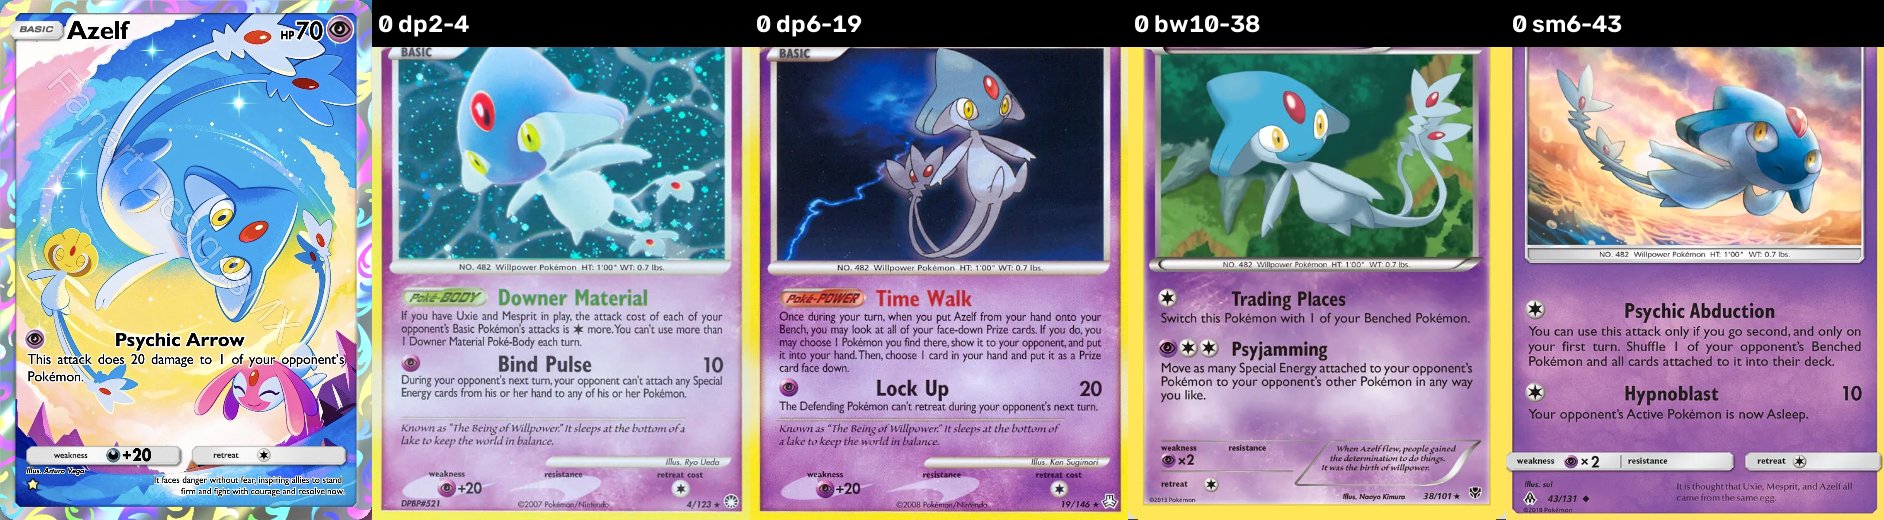 BASIC Azelf HP 70
Fanart Designs MX
Psychic Arrow
This attack does 20 damage to 1 of your opponent's
Pokémon.
weakness +20 retreat
Illus. Arturo Vega
It faces danger without fear, inspiring allies to stand
firm and fight with courage and resolve now.
0 dp2-4
BASIC
NO. 482 Willpower Pokémon HT: 1'00" WT: 0.7 lbs.
Poké-BODY Downer Material
If you have Uxie and Mesprit in play, the attack cost of each of your
opponent's Basic Pokémon's attacks is more. You can't use more than
1 Downer Material Poké-Body each turn.
Bind Pulse 10
During your opponent's next turn, your opponent can't attach any Special
Energy cards from his or her hand to any of his or her Pokémon.
Known as "The Being of Willpower." It sleeps at the bottom of a
lake to keep the world in balance.
Illus. Ryo Ueda
weakness resistance retreat cost
+20
DPBP#521 ©2007 Pokémon/Nintendo 4/123 ★
0 dp6-19
BASIC
NO. 482 Willpower Pokémon HT: 1'00" WT: 0.7 lbs.
Poké-POWER Time Walk
Once during your turn, when you put Azelf from your hand onto your
Bench, you may look at all of your face-down Prize cards. If you do, you
may choose 1 Pokémon you find there, show it to your opponent, and put
it into your hand. Then, choose 1 card in your hand and put it as a Prize
card face down.
Lock Up 20
The Defending Pokémon can't retreat during your opponent's next turn.
Known as "The Being of Willpower." It sleeps at the bottom of
a lake to keep the world in balance.
Illus. Ken Sugimori
weakness resistance retreat cost
+20
©2008 Pokémon/Nintendo 19/146 ★
0 bw10-38
NO. 482 Willpower Pokémon HT: 1'00" WT: 0.7 lbs.
Trading Places
Switch this Pokémon with 1 of your Benched Pokémon.
Psyjamming
Move as many Special Energy attached to your opponent's
Pokémon to your opponent's other Pokémon in any way
you like.
weakness resistance
×2
retreat
When Azelf flew, people gained
the determination to do things.
It was the birth of willpower.
©2013 Pokémon Illus. Naoyo Kimura 38/101 ★
0 sm6-43
NO. 482 Willpower Pokémon HT: 1'00" WT: 0.7 lbs.
Psychic Abduction
You can use this attack only if you go second, and only on
your first turn. Shuffle 1 of your opponent's Benched
Pokémon and all cards attached to it into their deck.
Hypnoblast 10
Your opponent's Active Pokémon is now Asleep.
weakness ×2 resistance retreat
Illus. sui
43/131 ◆
©2018 Pokémon
It is thought that Uxie, Mesprit, and Azelf all
came from the same egg.